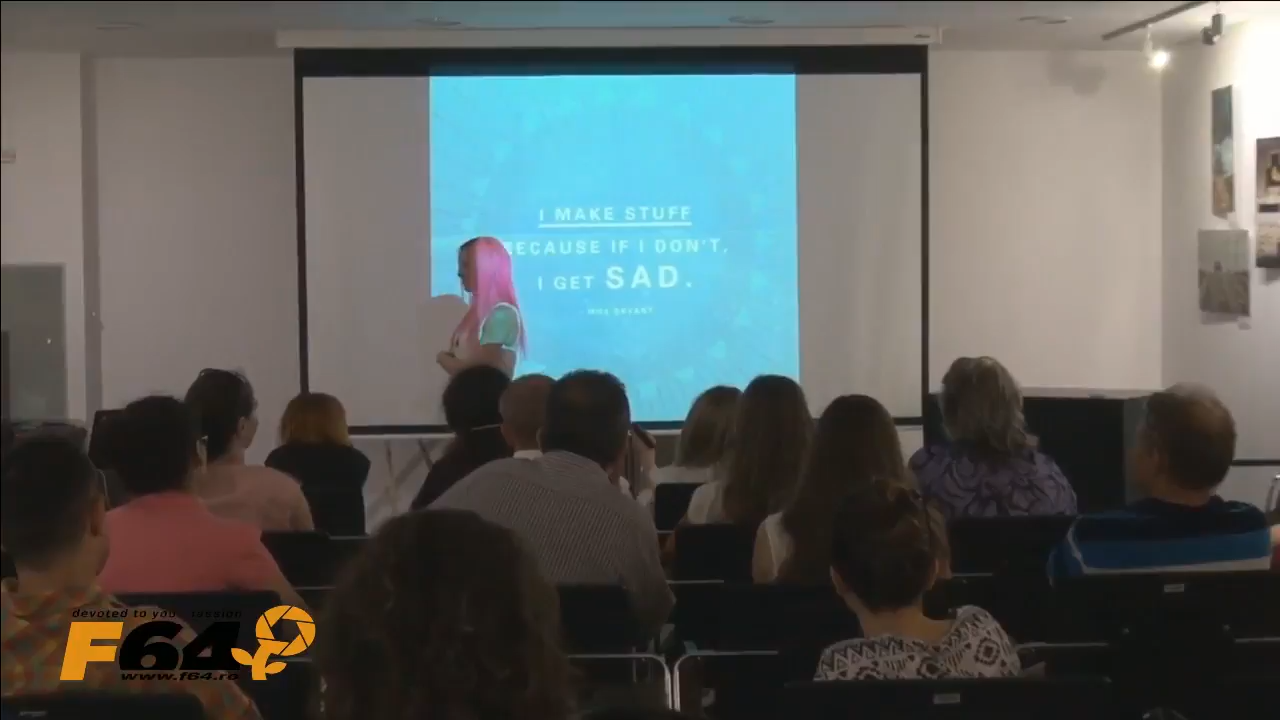 I MAKE STUFF
BECAUSE IF I DON'T,
I GET SAD.
devoted to your passion
F64
www.f64.ro